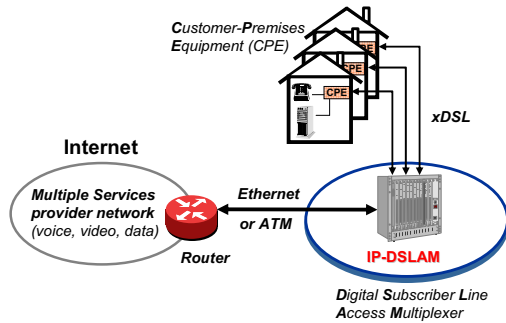 Customer-Premises
Equipment (CPE)
CPE
CPE
CPE
xDSL
Internet
Multiple Services
provider network
(voice, video, data)
Ethernet
or ATM
Router
IP-DSLAM
Digital Subscriber Line
Access Multiplexer